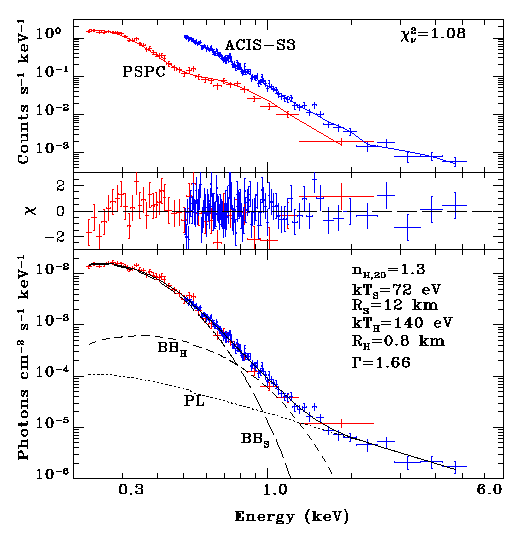 10⁰
10⁻¹
10⁻²
10⁻³
Counts s⁻¹ keV⁻¹
ACIS−S3
PSPC
χ²ᵥ=1.08
2
0
−2
χ
10⁻²
10⁻³
10⁻⁴
10⁻⁵
10⁻⁶
Photons cm⁻² s⁻¹ keV⁻¹
n_H,20=1.3
kT_S=72 eV
R_S=12 km
kT_H=140 eV
R_H=0.8 km
Γ=1.66
BB_H
PL
BB_S
0.3
1.0
6.0
Energy (keV)